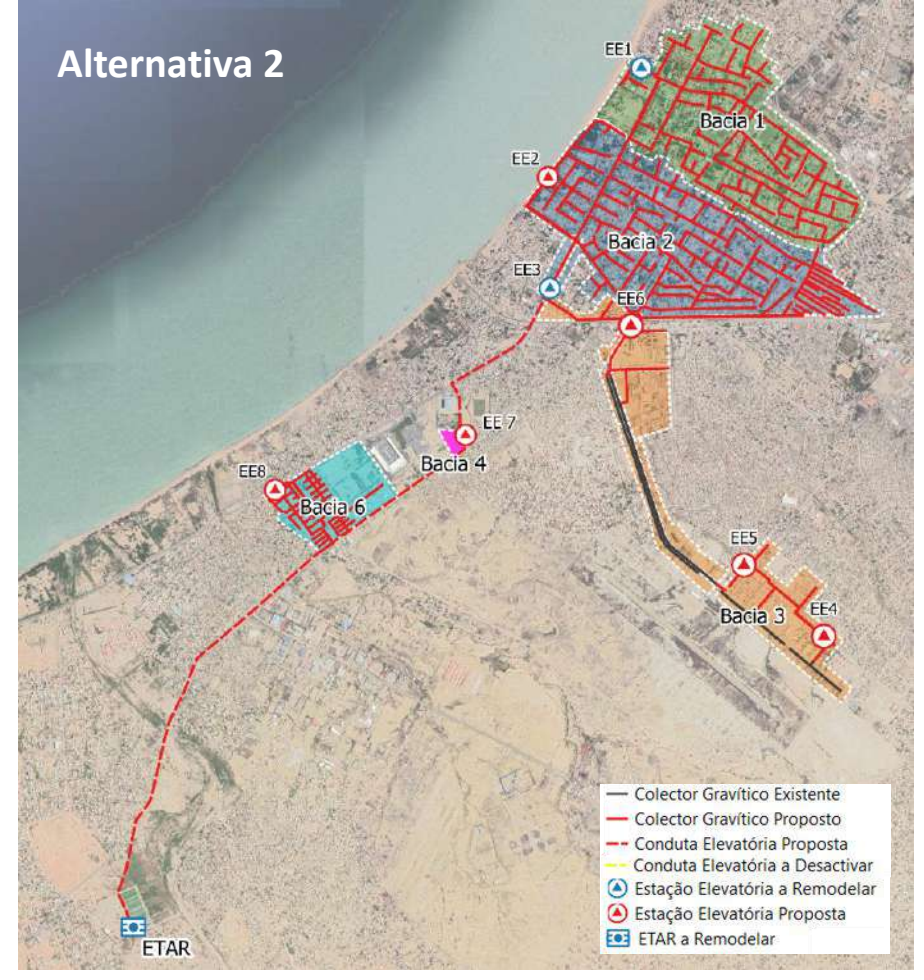 Alternativa 2
EE1
Bacia 1
EE2
Bacia 2
EE3
EE6
EE 7
Bacia 4
EE8
Bacia 6
EE5
Bacia 3
EE4
Colector Gravítico Existente
Colector Gravítico Proposto
Conduta Elevatória Proposta
Conduta Elevatória a Desactivar
Estação Elevatória a Remodelar
Estação Elevatória Proposta
ETAR a Remodelar
ETAR